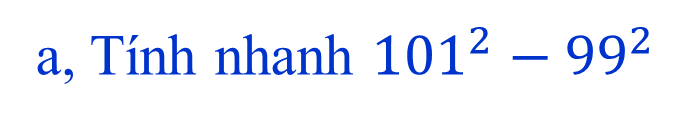 a, Tính nhanh 101² − 99²